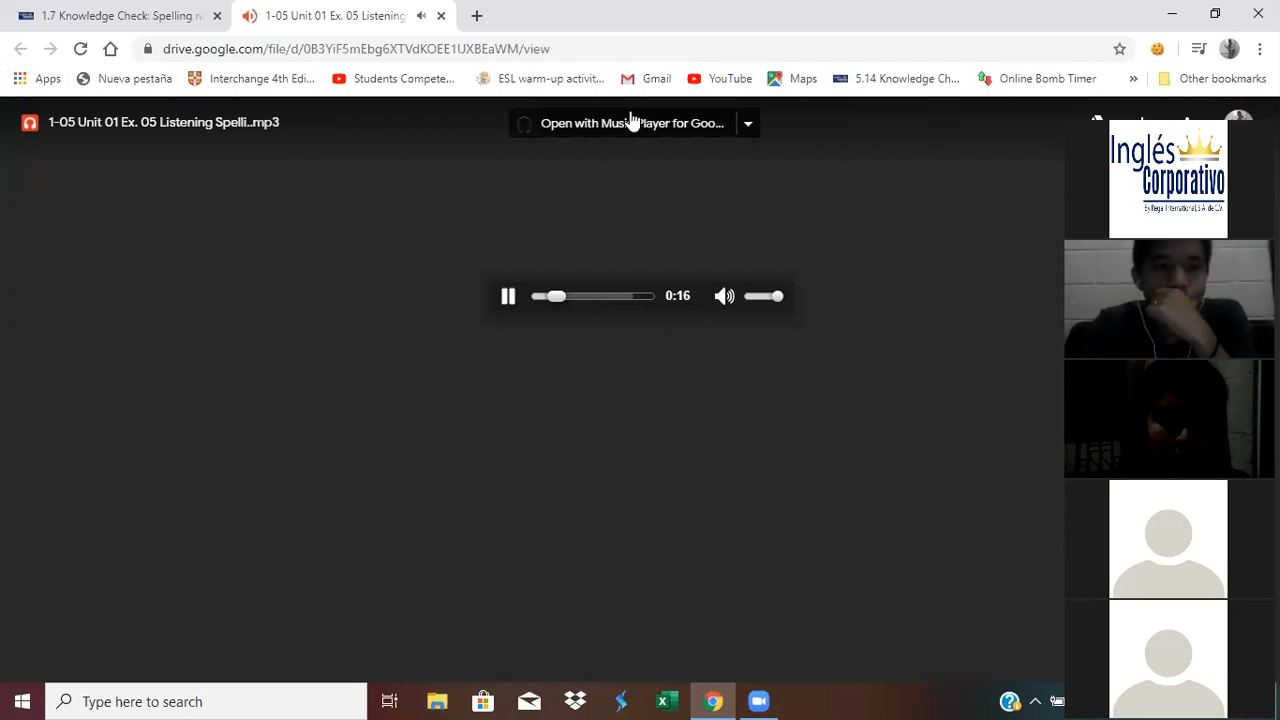 1.7 Knowledge Check: Spelling n
1-05 Unit 01 Ex. 05 Listening
drive.google.com/file/d/0B3YiF5mEbg6XTVdKOEE1UXBEaWM/view
Apps
Nueva pestaña
Interchange 4th Edi...
Students Compete...
ESL warm-up activit...
Gmail
YouTube
Maps
5.14 Knowledge Ch...
Online Bomb Timer
»
Other bookmarks
1-05 Unit 01 Ex. 05 Listening Spelli..mp3
Open with Music Player for Goo...
Inglés
Corporativo
0:16
Type here to search